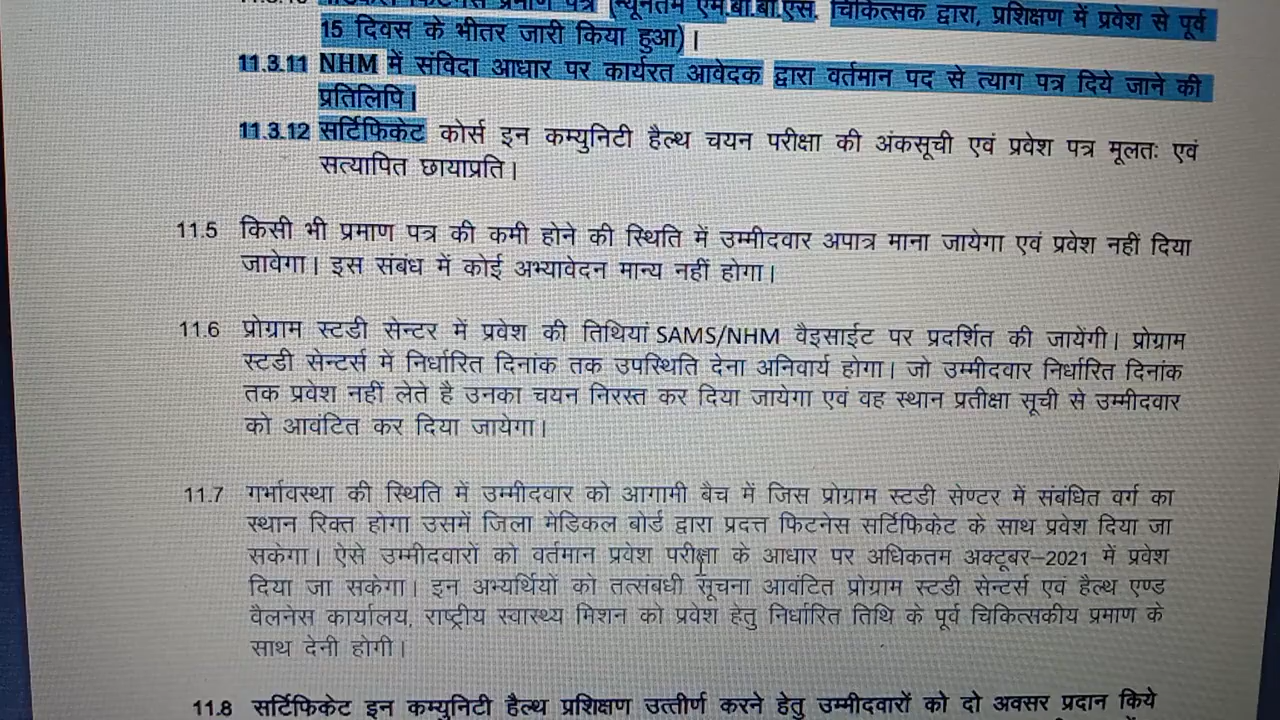 चिकित्सक द्वारा, प्रशिक्षण में प्रवेश से पूर्व
15 दिवस के भीतर जारी किया हुआ)।
11.3.11 NHM में संविदा आधार पर कार्यरत आवेदक द्वारा वर्तमान पद से त्याग पत्र दिये जाने की
प्रतिलिपि।
11.3.12 सर्टिफिकेट कोर्स इन कम्युनिटी हैल्थ चयन परीक्षा की अंकसूची एवं प्रवेश पत्र मूलतः एवं
सत्यापित छायाप्रति।
11.5 किसी भी प्रमाण पत्र की कमी होने की स्थिति में उम्मीदवार अपात्र माना जायेगा एवं प्रवेश नहीं दिया
जावेगा। इस संबंध में कोई अभ्यावेदन मान्य नहीं होगा।
11.6 प्रोग्राम स्टडी सेन्टर में प्रवेश की तिथियां SAMS/NHM वैइसाईट पर प्रदर्शित की जायेंगी। प्रोग्राम
स्टडी सेन्टर्स में निर्धारित दिनांक तक उपस्थिति देना अनिवार्य होगा। जो उम्मीदवार निर्धारित दिनांक
तक प्रवेश नहीं लेते है उनका चयन निरस्त कर दिया जायेगा एवं वह स्थान प्रतीक्षा सूची से उम्मीदवार
को आवंटित कर दिया जायेगा।
11.7 गर्भावस्था की स्थिति में उम्मीदवार को आगामी बैच में जिस प्रोग्राम स्टडी सेण्टर में संबंधित वर्ग का
स्थान रिक्त होगा उसमें जिला मेडिकल बोर्ड द्वारा प्रदत्त फिटनेस सर्टिफिकेट के साथ प्रवेश दिया जा
सकेगा। ऐसे उम्मीदवारों को वर्तमान प्रवेश परीक्षा के आधार पर अधिकतम अक्टूबर–2021 में प्रवेश
दिया जा सकेगा। इन अभ्यर्थियों को तत्संबधी सूचना आवंटित प्रोग्राम स्टडी सेन्टर्स एवं हैल्थ एण्ड
वैलनेस कार्यालय, राष्ट्रीय स्वास्थ्य मिशन को प्रवेश हेतु निर्धारित तिथि के पूर्व चिकित्सकीय प्रमाण के
साथ देनी होगी।
11.8 सर्टिफिकेट इन कम्युनिटी हैल्थ प्रशिक्षण उत्तीर्ण करने हेतु उम्मीदवारों को दो अवसर प्रदान किये